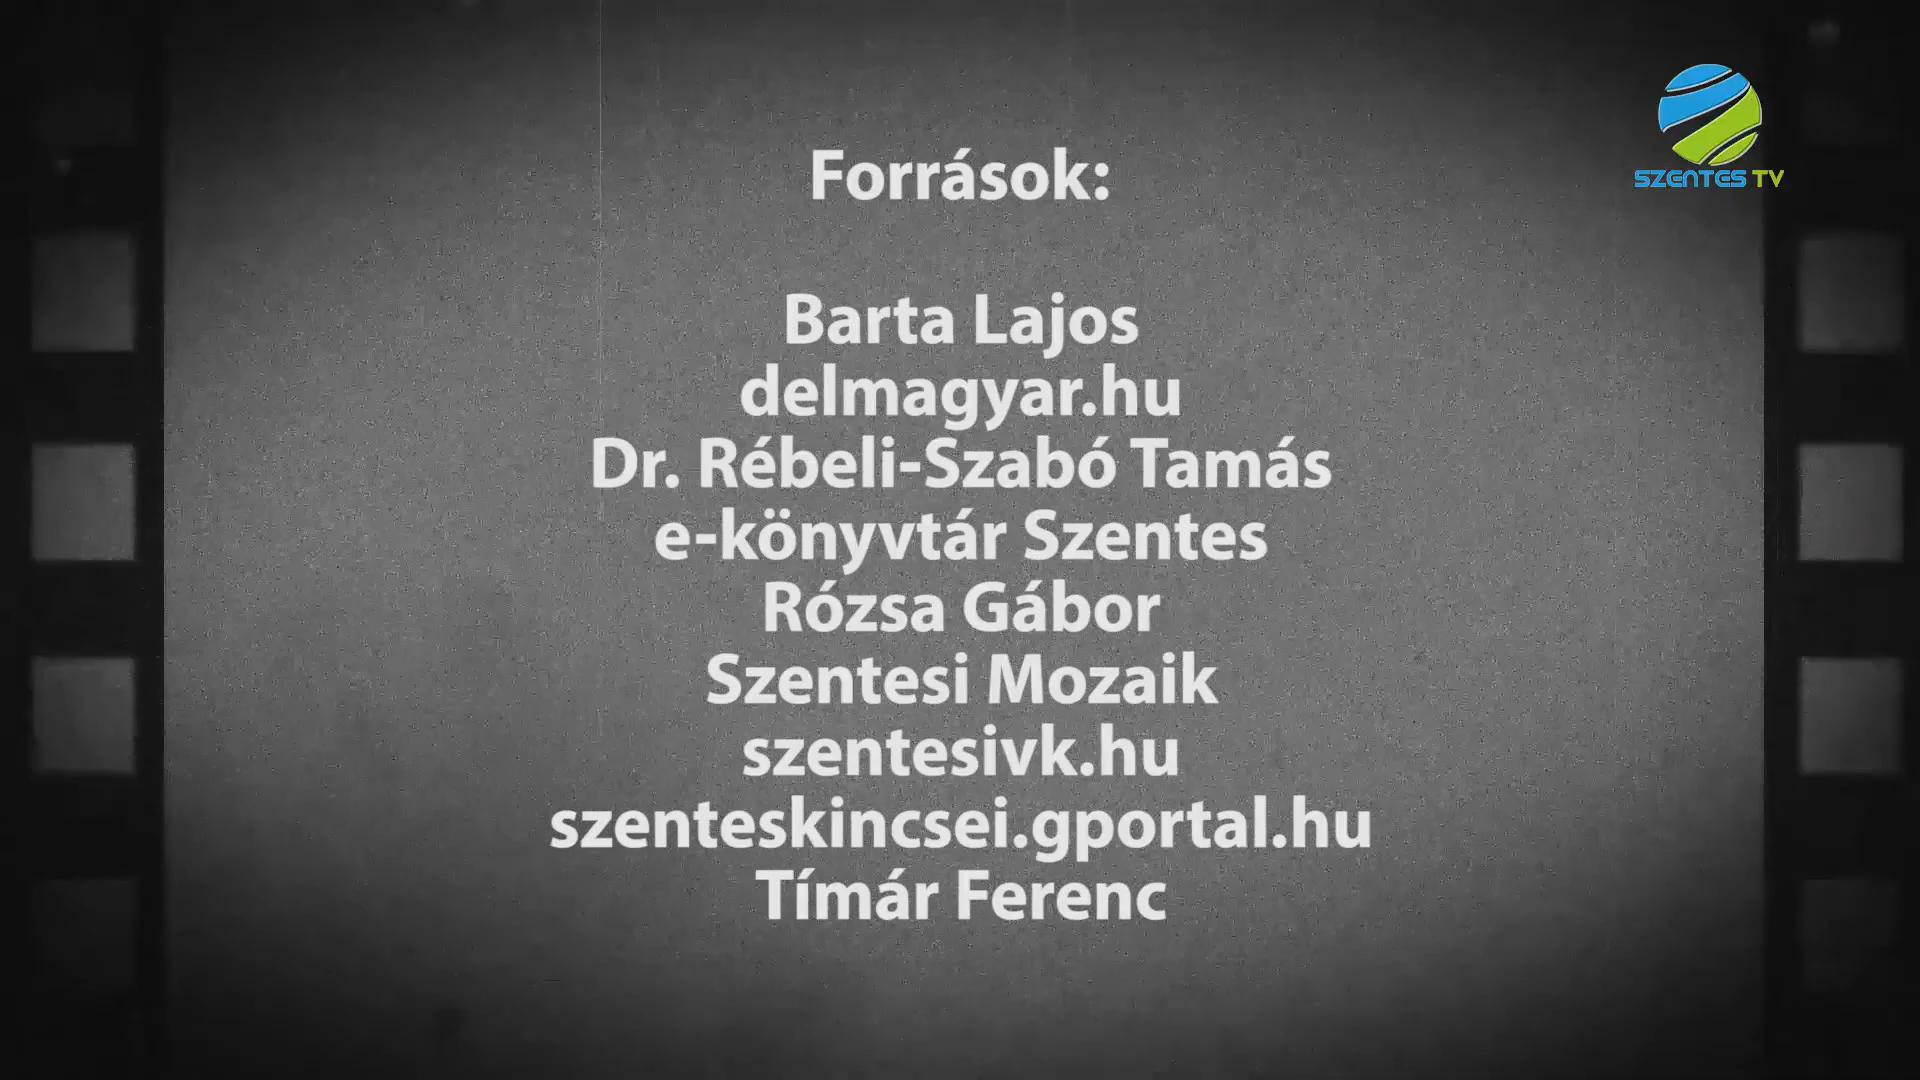 SZENTES TV
Források:
Barta Lajos
delmagyar.hu
Dr. Rébeli-Szabó Tamás
e-könyvtár Szentes
Rózsa Gábor
Szentesi Mozaik
szentesivk.hu
szenteskincsei.gportal.hu
Tímár Ferenc